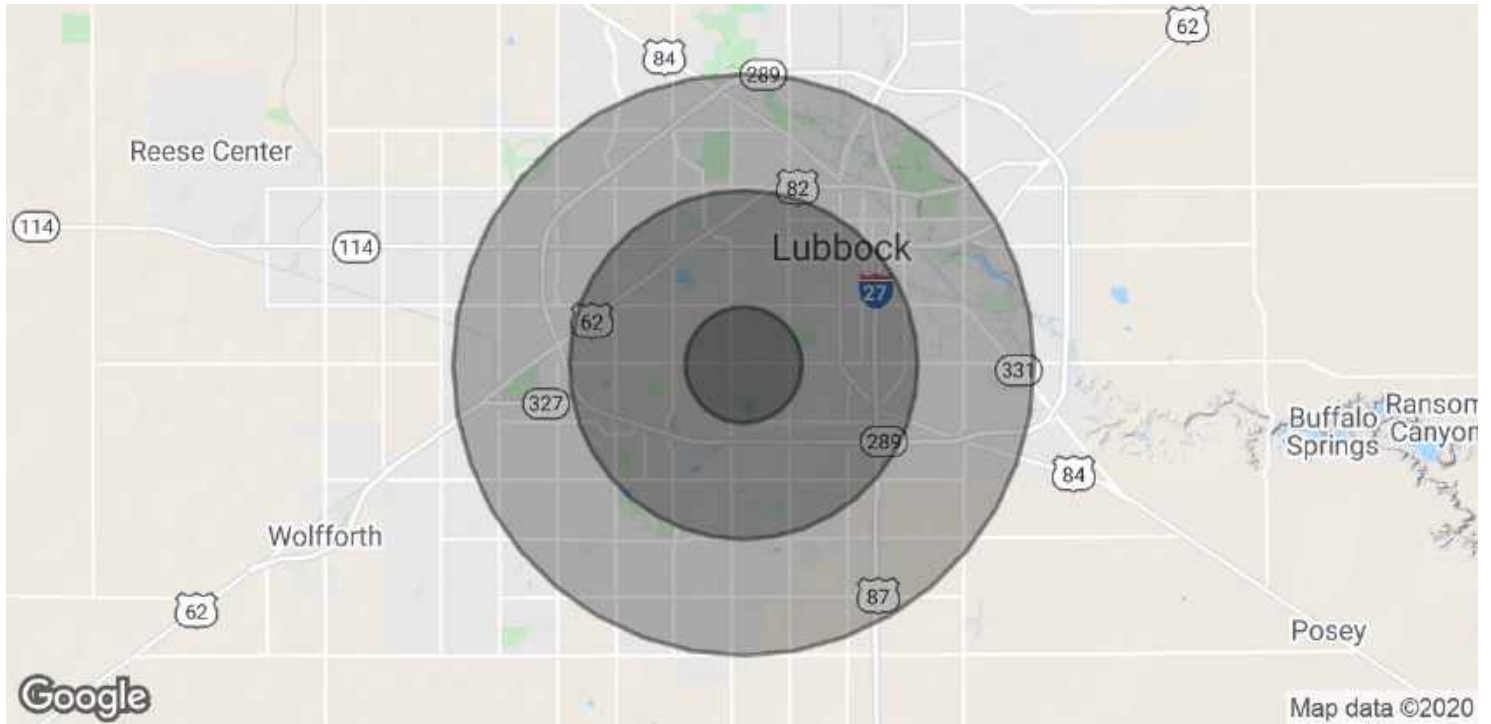 62
84
289
Reese Center
82
114
114
Lubbock
27
62
331
327
Buffalo
Springs
Ransom
Canyon
289
84
Wolfforth
87
62
Posey
Google
Map data ©2020